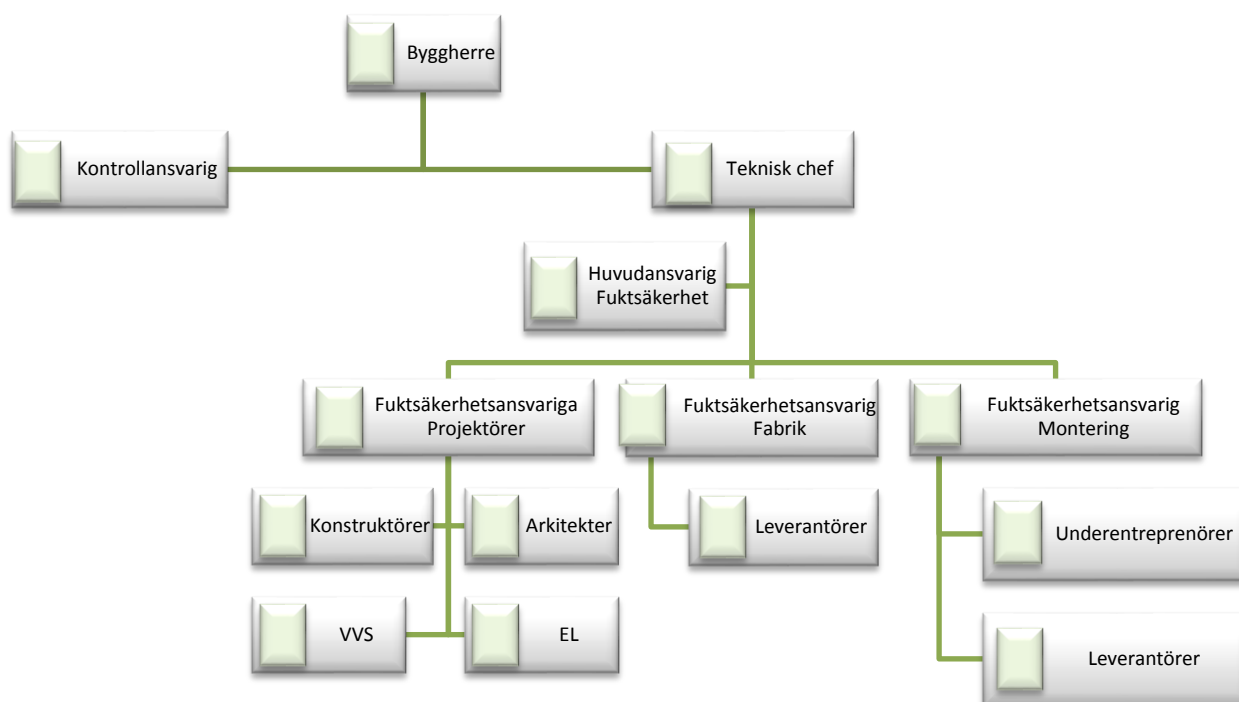 Byggherre
Kontrollansvarig
Teknisk chef
Huvudansvarig
Fuktsäkerhet
Fuktsäkerhetsansvariga
Projektörer
Fuktsäkerhetsansvarig
Fabrik
Fuktsäkerhetsansvarig
Montering
Konstruktörer
Arkitekter
Leverantörer
Underentreprenörer
VVS
EL
Leverantörer